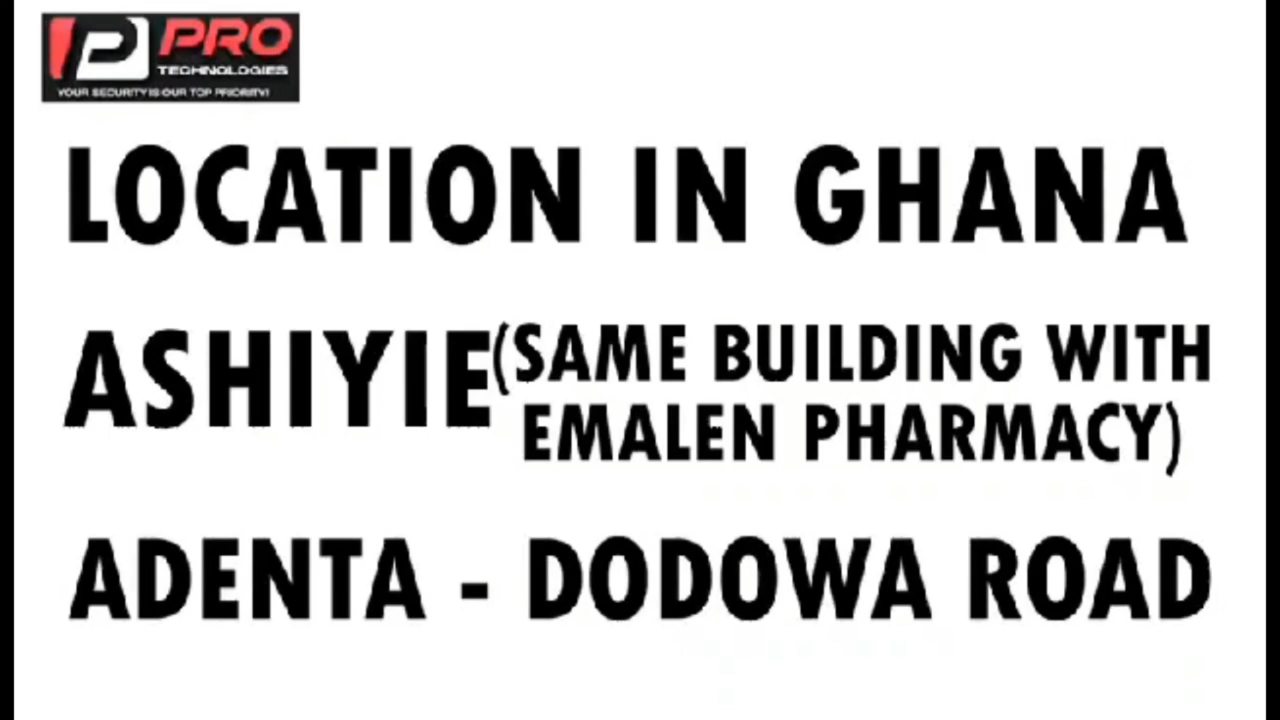 PRO
TECHNOLOGIES
YOUR SECURITY IS OUR TOP PRIORITY!
LOCATION IN GHANA
ASHIYIE(SAME BUILDING WITH
EMALEN PHARMACY)
ADENTA - DODOWA ROAD